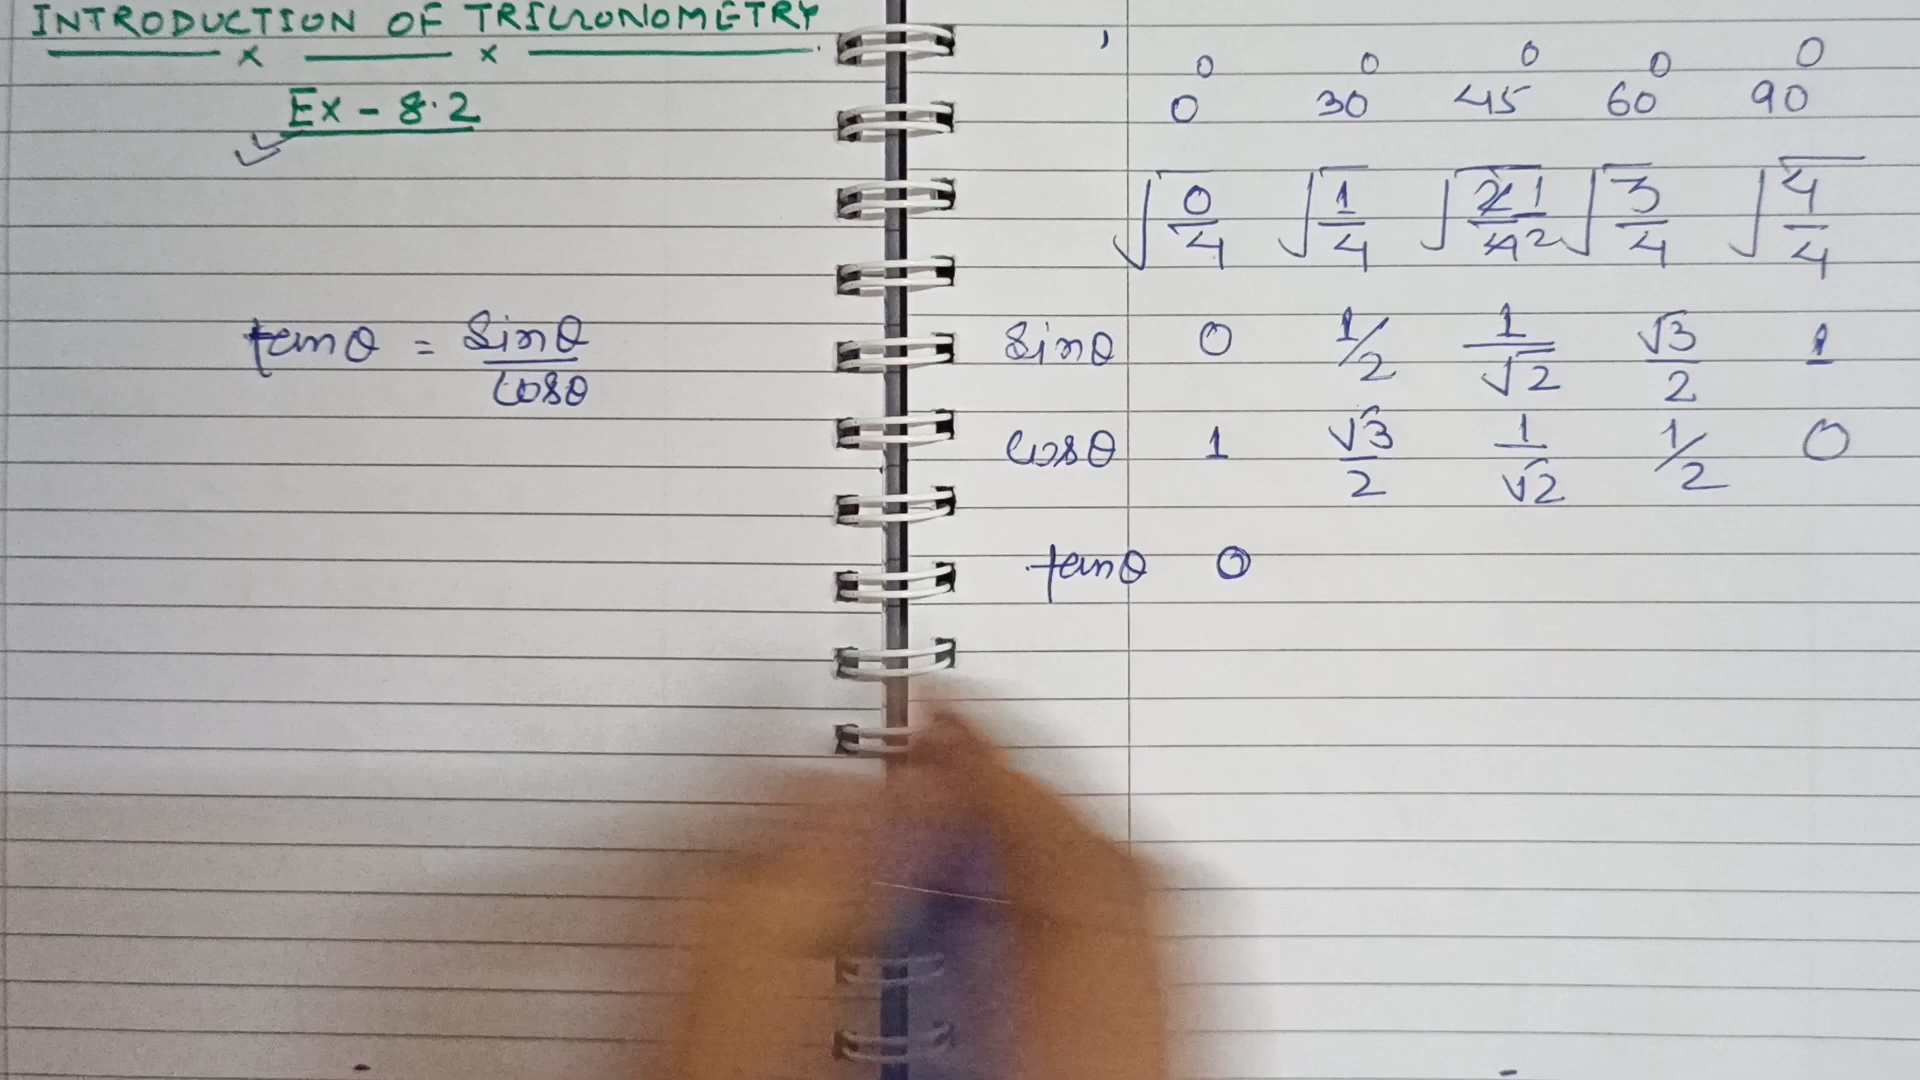 INTRODUCTION OF TRIGONOMETRY
Ex - 8.2
tanθ = sinθ/cosθ
0° 30° 45° 60° 90°
√0/4 √1/4 √2/4 1/2 √3/4 √4/4
sinθ 0 1/2 1/√2 √3/2 1
cosθ 1 √3/2 1/√2 1/2 0
tanθ 0